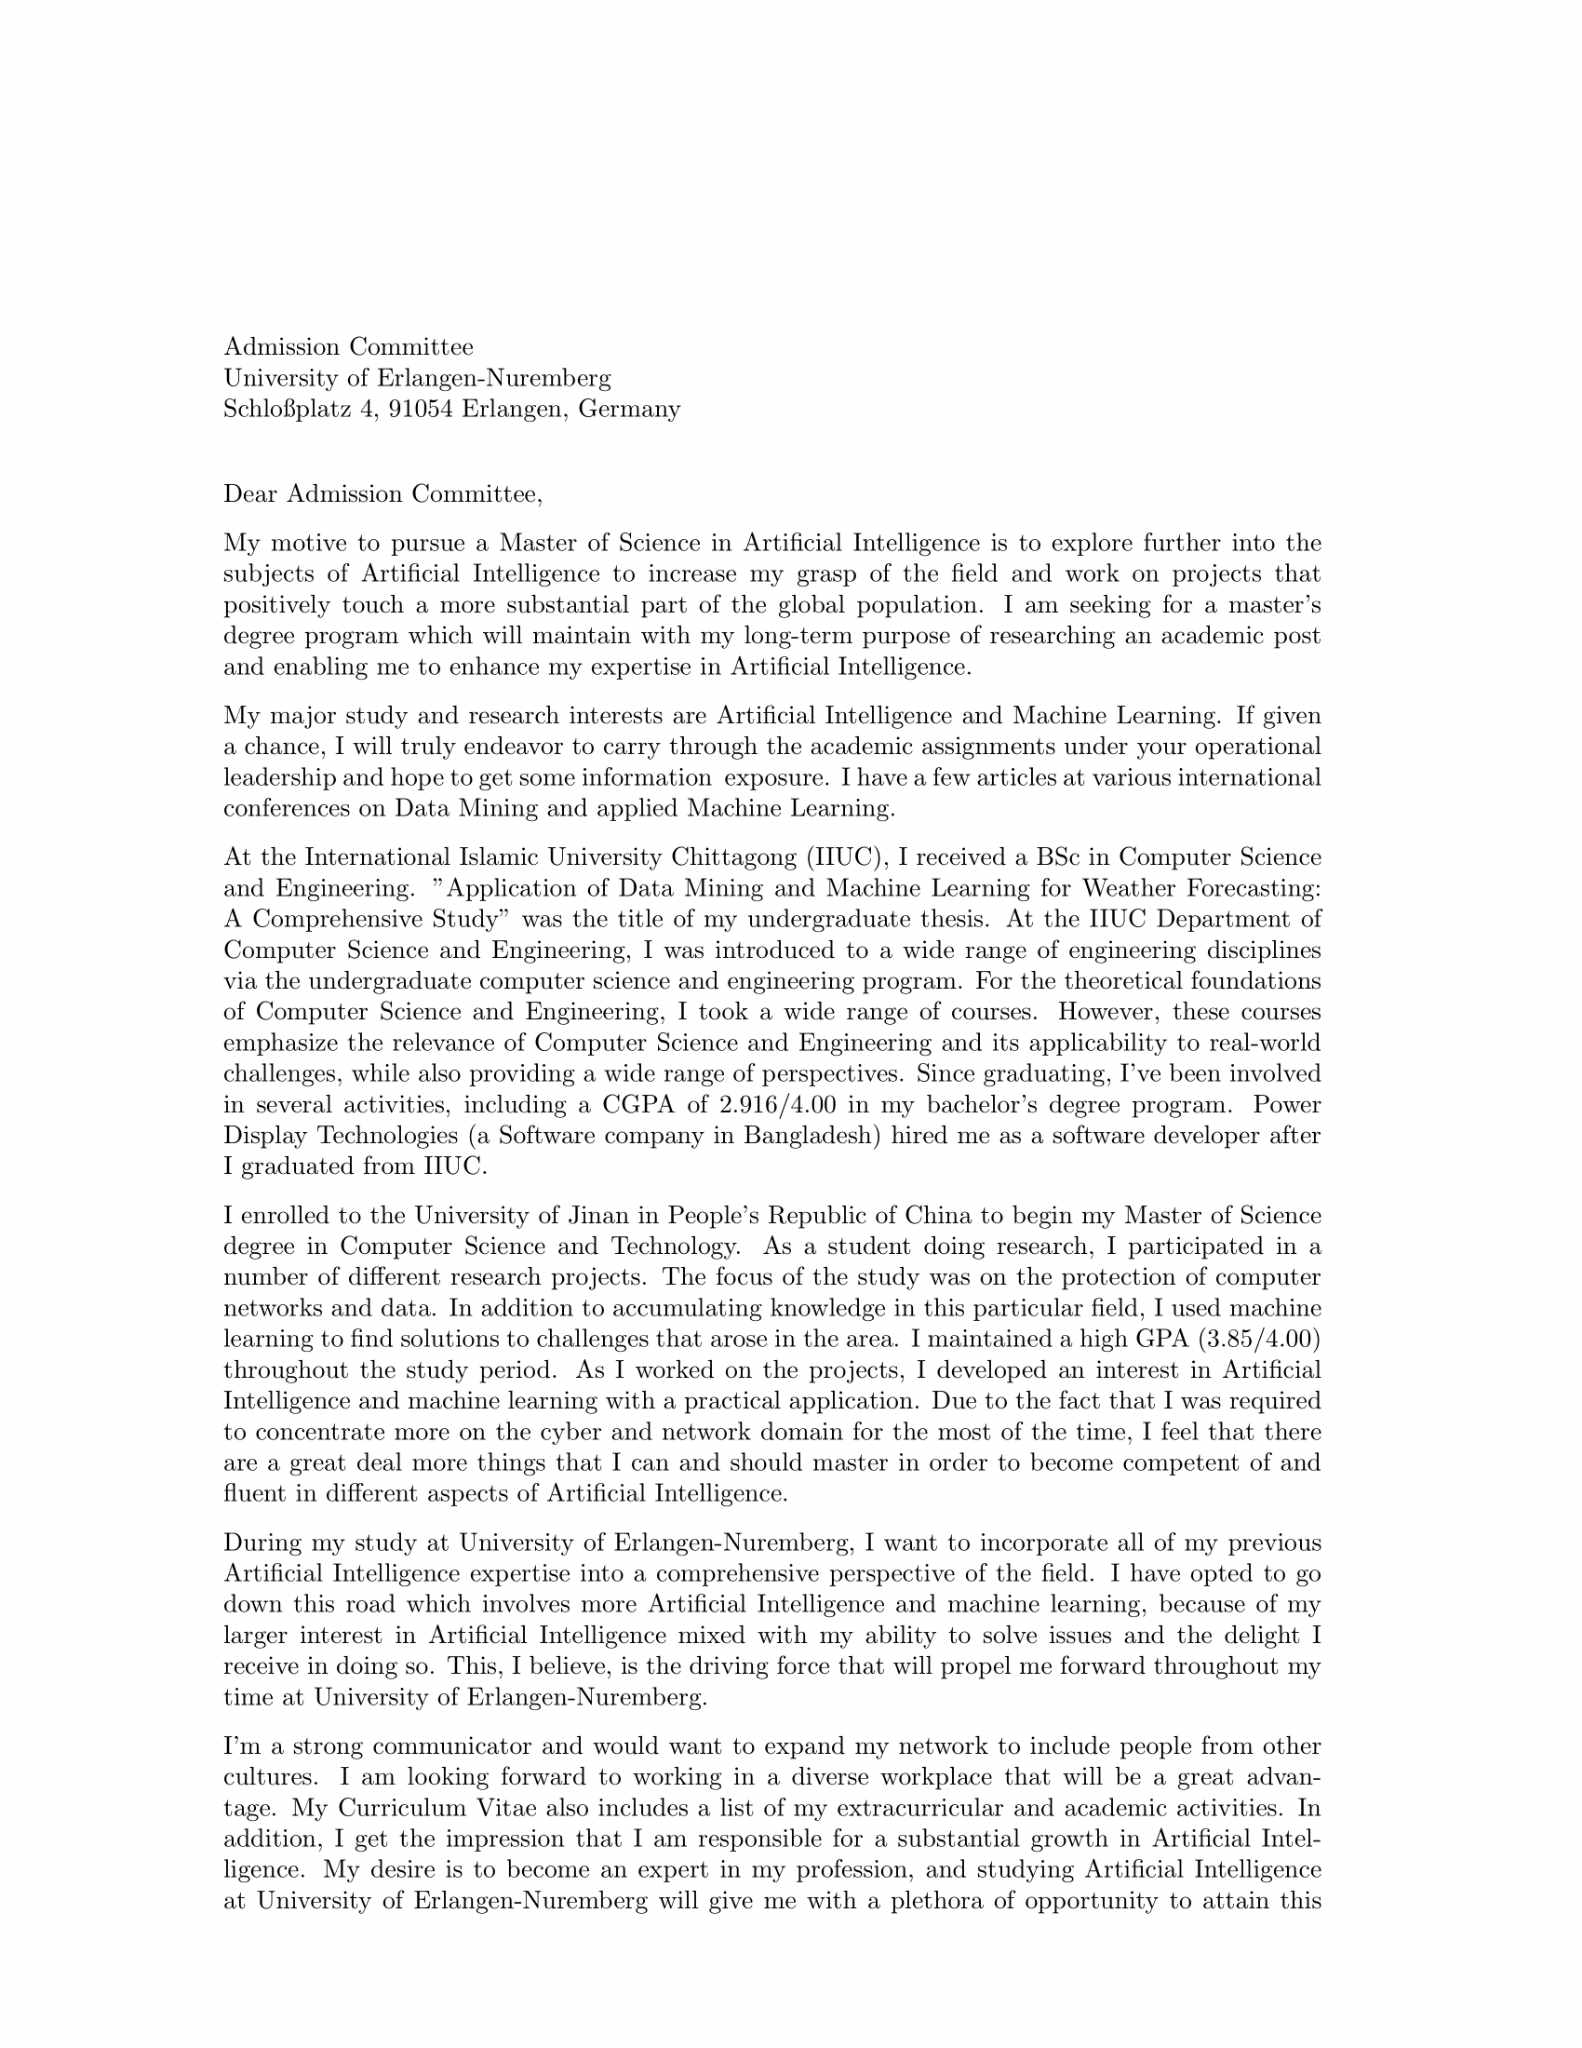 Admission Committee
University of Erlangen-Nuremberg
Schloßplatz 4, 91054 Erlangen, Germany
Dear Admission Committee,
My motive to pursue a Master of Science in Artificial Intelligence is to explore further into the
subjects of Artificial Intelligence to increase my grasp of the field and work on projects that
positively touch a more substantial part of the global population. I am seeking for a master's
degree program which will maintain with my long-term purpose of researching an academic post
and enabling me to enhance my expertise in Artificial Intelligence.
My major study and research interests are Artificial Intelligence and Machine Learning. If given
a chance, I will truly endeavor to carry through the academic assignments under your operational
leadership and hope to get some information exposure. I have a few articles at various international
conferences on Data Mining and applied Machine Learning.
At the International Islamic University Chittagong (IIUC), I received a BSc in Computer Science
and Engineering. ”Application of Data Mining and Machine Learning for Weather Forecasting:
A Comprehensive Study” was the title of my undergraduate thesis. At the IIUC Department of
Computer Science and Engineering, I was introduced to a wide range of engineering disciplines
via the undergraduate computer science and engineering program. For the theoretical foundations
of Computer Science and Engineering, I took a wide range of courses. However, these courses
emphasize the relevance of Computer Science and Engineering and its applicability to real-world
challenges, while also providing a wide range of perspectives. Since graduating, I've been involved
in several activities, including a CGPA of 2.916/4.00 in my bachelor's degree program. Power
Display Technologies (a Software company in Bangladesh) hired me as a software developer after
I graduated from IIUC.
I enrolled to the University of Jinan in People's Republic of China to begin my Master of Science
degree in Computer Science and Technology. As a student doing research, I participated in a
number of different research projects. The focus of the study was on the protection of computer
networks and data. In addition to accumulating knowledge in this particular field, I used machine
learning to find solutions to challenges that arose in the area. I maintained a high GPA (3.85/4.00)
throughout the study period. As I worked on the projects, I developed an interest in Artificial
Intelligence and machine learning with a practical application. Due to the fact that I was required
to concentrate more on the cyber and network domain for the most of the time, I feel that there
are a great deal more things that I can and should master in order to become competent of and
fluent in different aspects of Artificial Intelligence.
During my study at University of Erlangen-Nuremberg, I want to incorporate all of my previous
Artificial Intelligence expertise into a comprehensive perspective of the field. I have opted to go
down this road which involves more Artificial Intelligence and machine learning, because of my
larger interest in Artificial Intelligence mixed with my ability to solve issues and the delight I
receive in doing so. This, I believe, is the driving force that will propel me forward throughout my
time at University of Erlangen-Nuremberg.
I'm a strong communicator and would want to expand my network to include people from other
cultures. I am looking forward to working in a diverse workplace that will be a great advan-
tage. My Curriculum Vitae also includes a list of my extracurricular and academic activities. In
addition, I get the impression that I am responsible for a substantial growth in Artificial Intel-
ligence. My desire is to become an expert in my profession, and studying Artificial Intelligence
at University of Erlangen-Nuremberg will give me with a plethora of opportunity to attain this